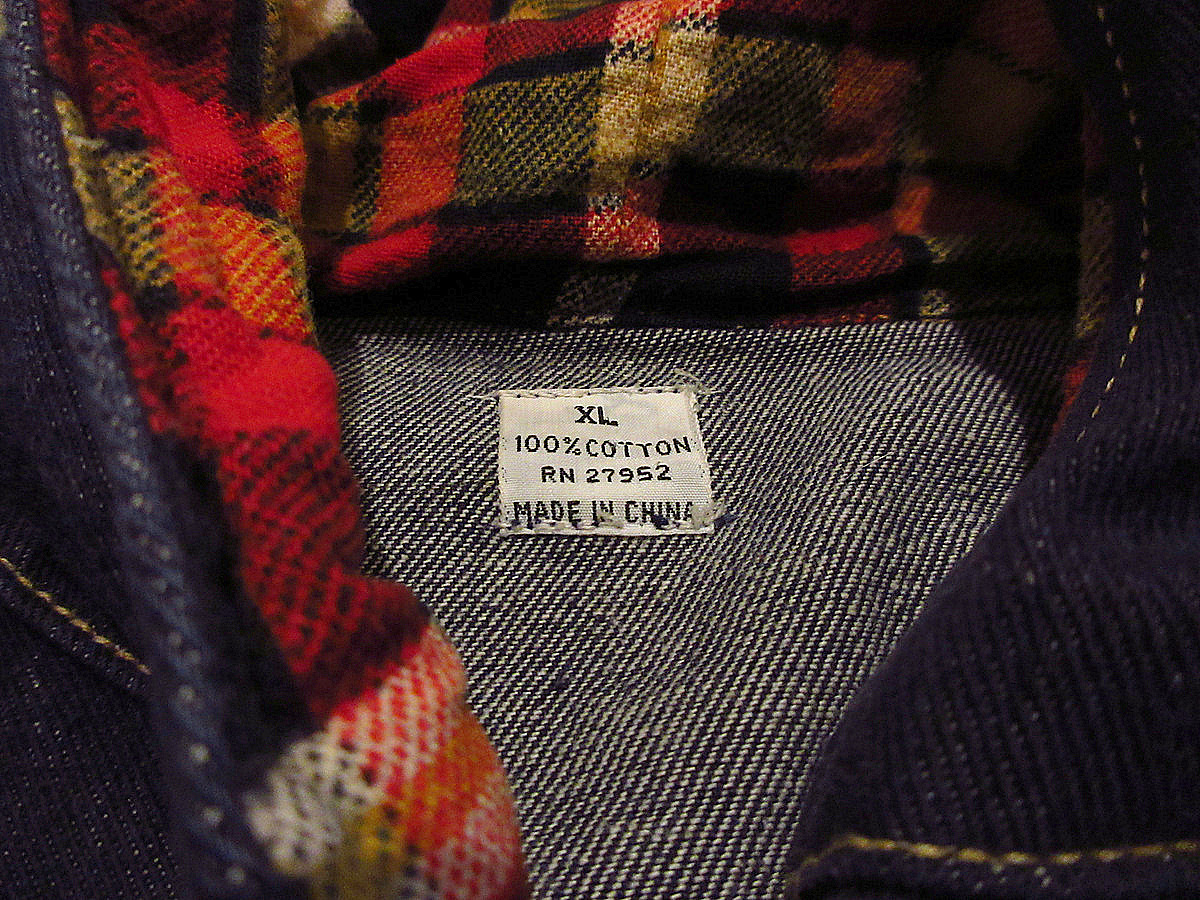 XL
100% COTTON
RN 27952
MADE IN CHINA